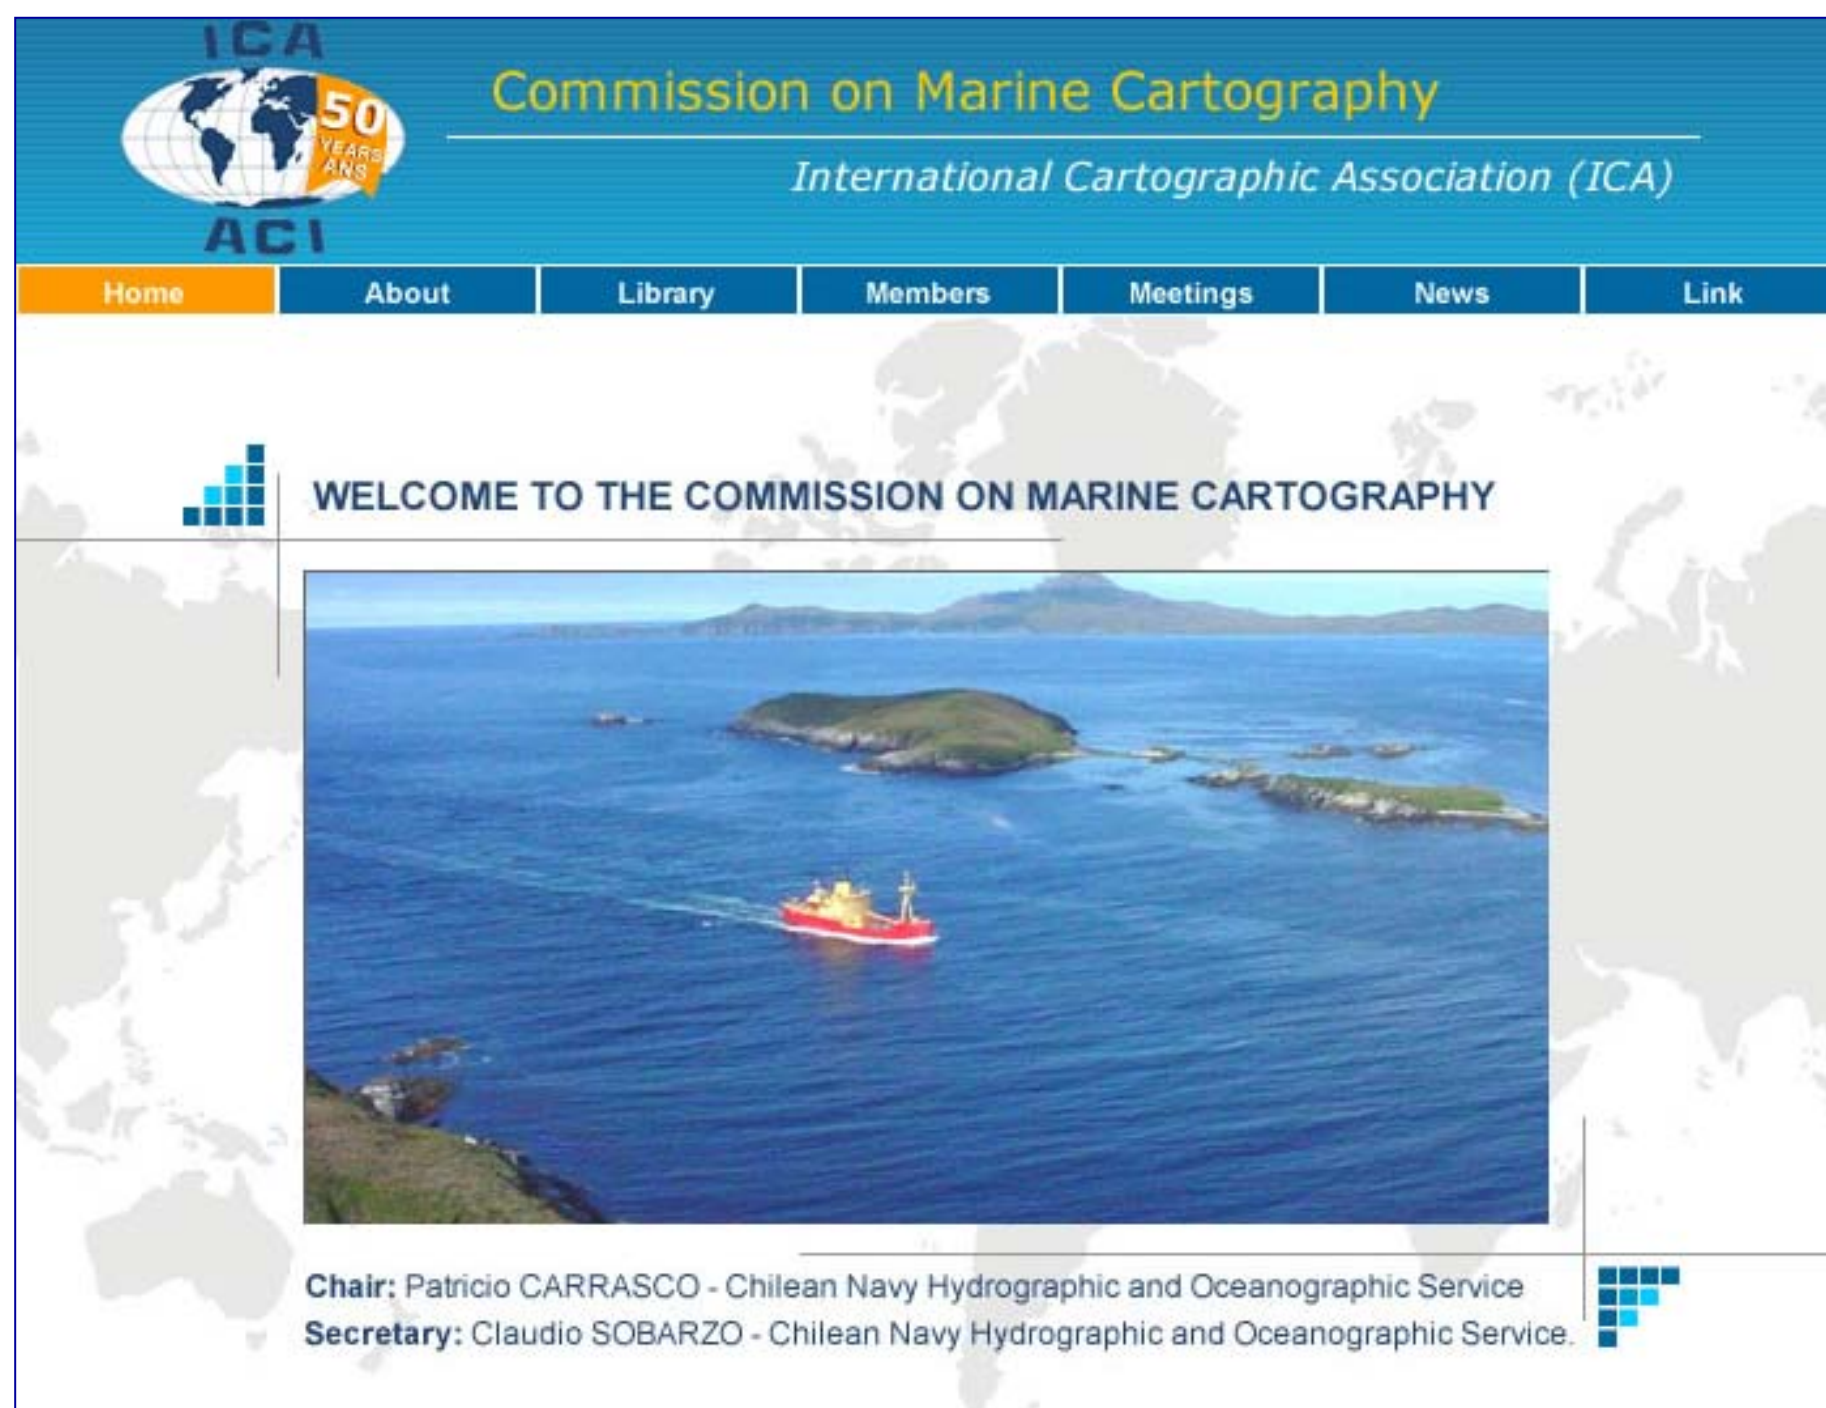 ICA
50
YEARS
ANS
ACI
Commission on Marine Cartography
International Cartographic Association (ICA)
Home About Library Members Meetings News Link
WELCOME TO THE COMMISSION ON MARINE CARTOGRAPHY
Chair: Patricio CARRASCO - Chilean Navy Hydrographic and Oceanographic Service
Secretary: Claudio SOBARZO - Chilean Navy Hydrographic and Oceanographic Service.